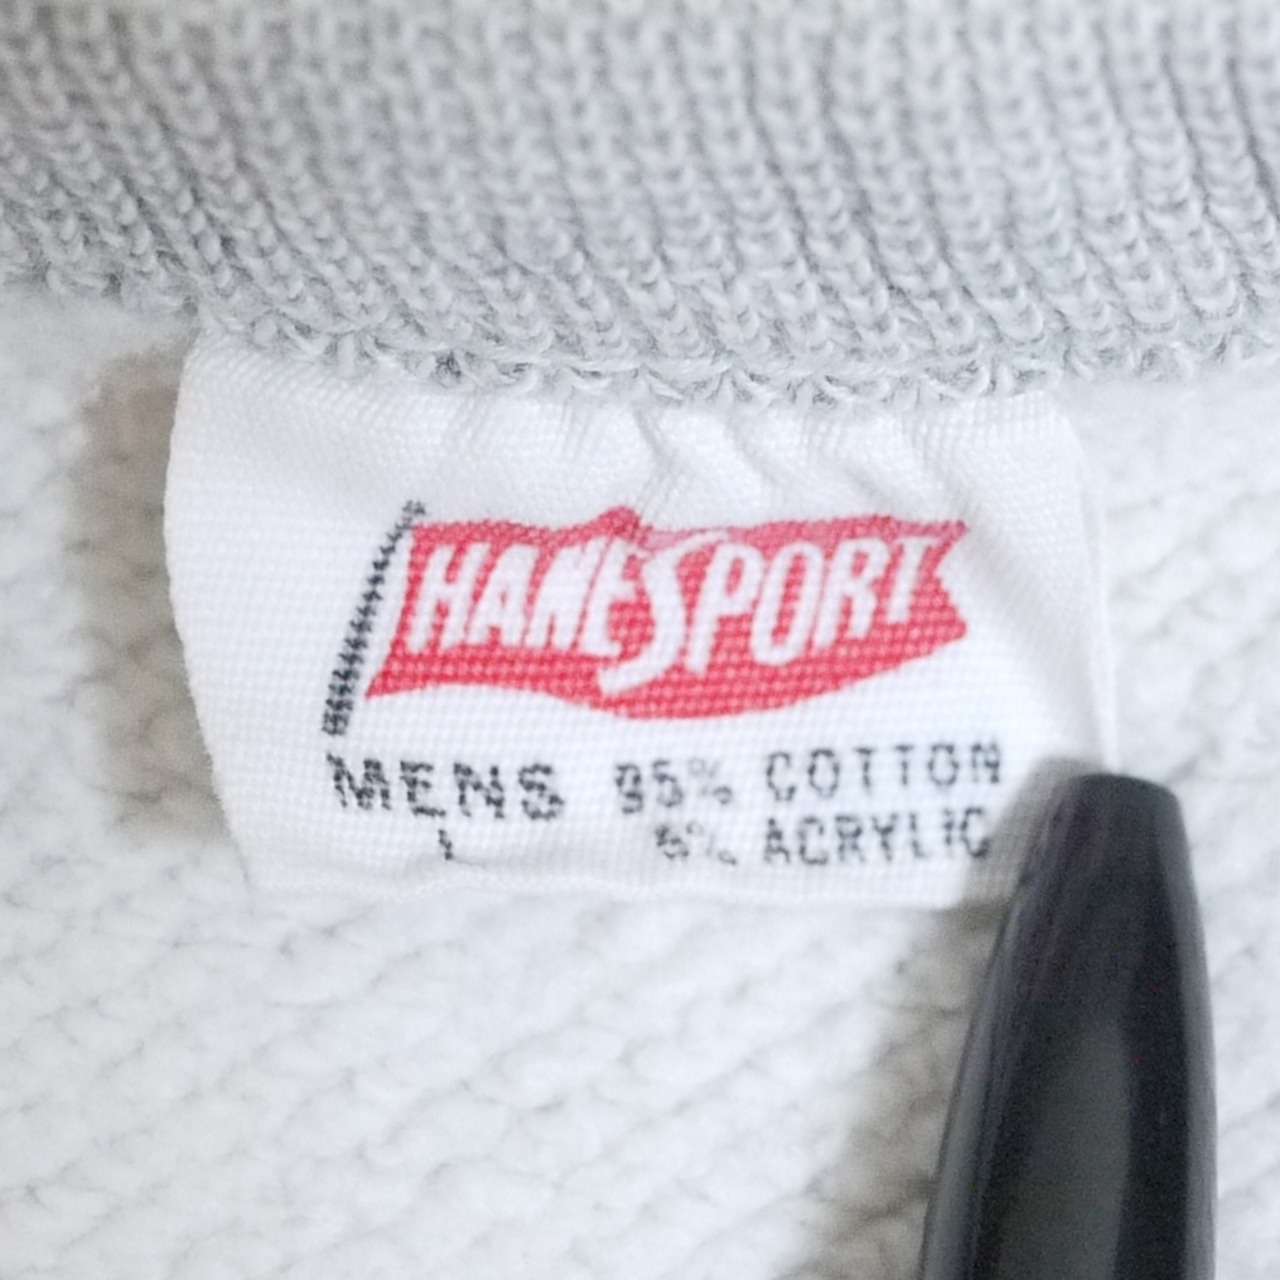 HANESPORT
MENS 95% COTTON
5% ACRYLIC